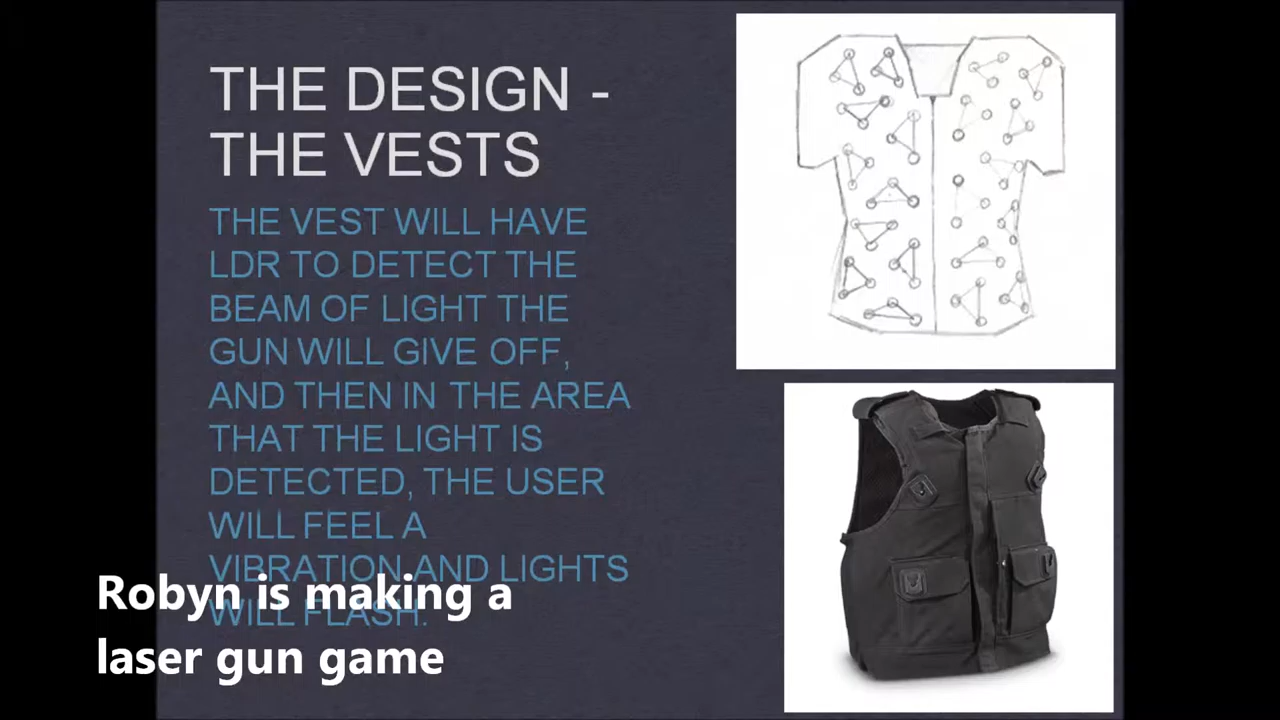 THE DESIGN -
THE VESTS
THE VEST WILL HAVE
LDR TO DETECT THE
BEAM OF LIGHT THE
GUN WILL GIVE OFF,
AND THEN IN THE AREA
THAT THE LIGHT IS
DETECTED, THE USER
WILL FEEL A
VIBRATION AND LIGHTS
WILL FLASH.
Robyn is making a
laser gun game